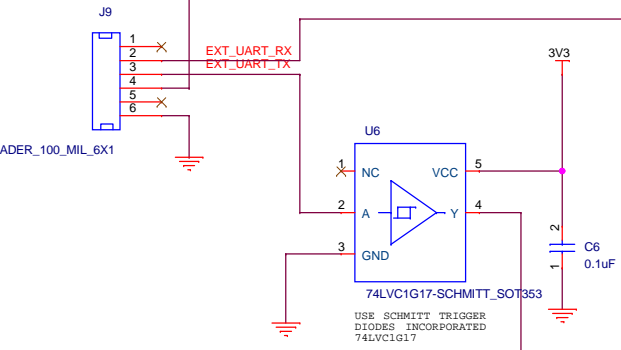 J9
1
2
3
4
5
6
EXT_UART_RX
EXT_UART_TX
ADER_100_MIL_6X1
3V3
U6
1
NC
VCC
5
2
A
Y
4
3
GND
2
1
C6
0.1uF
74LVC1G17-SCHMITT_SOT353
USE SCHMITT TRIGGER
DIODES INCORPORATED
74LVC1G17